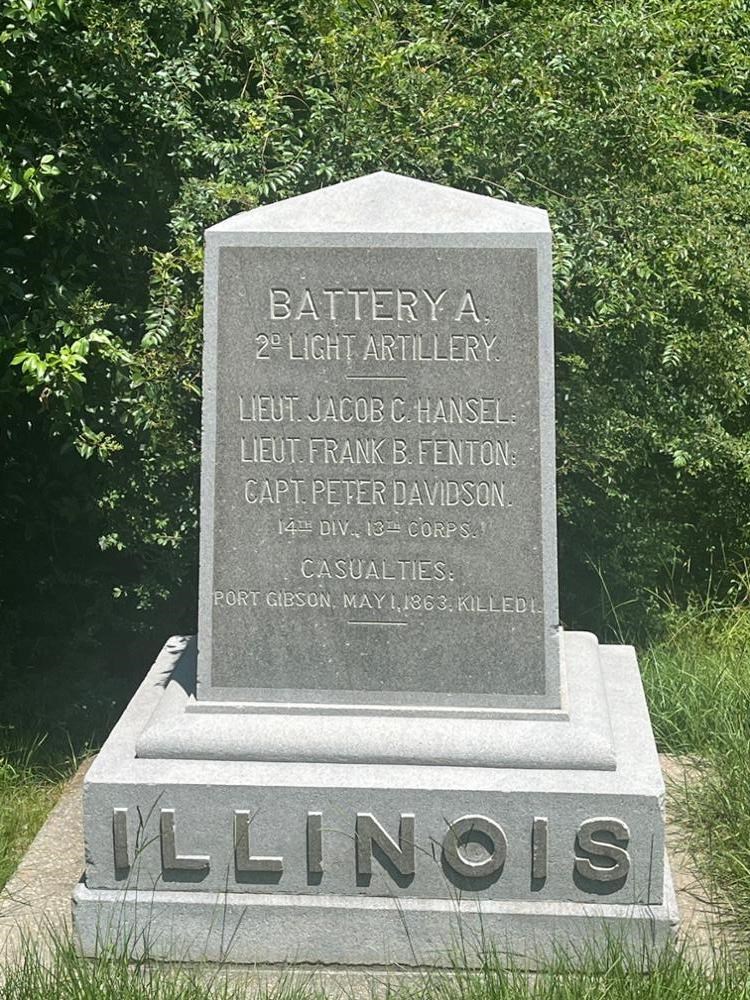 BATTERY A,
2D LIGHT ARTILLERY.
LIEUT. JACOB C. HANSEL;
LIEUT. FRANK B. FENTON;
CAPT. PETER DAVIDSON.
14TH DIV., 13TH CORPS.
CASUALTIES:
PORT GIBSON, MAY 1, 1863, KILLED 1.
ILLINOIS